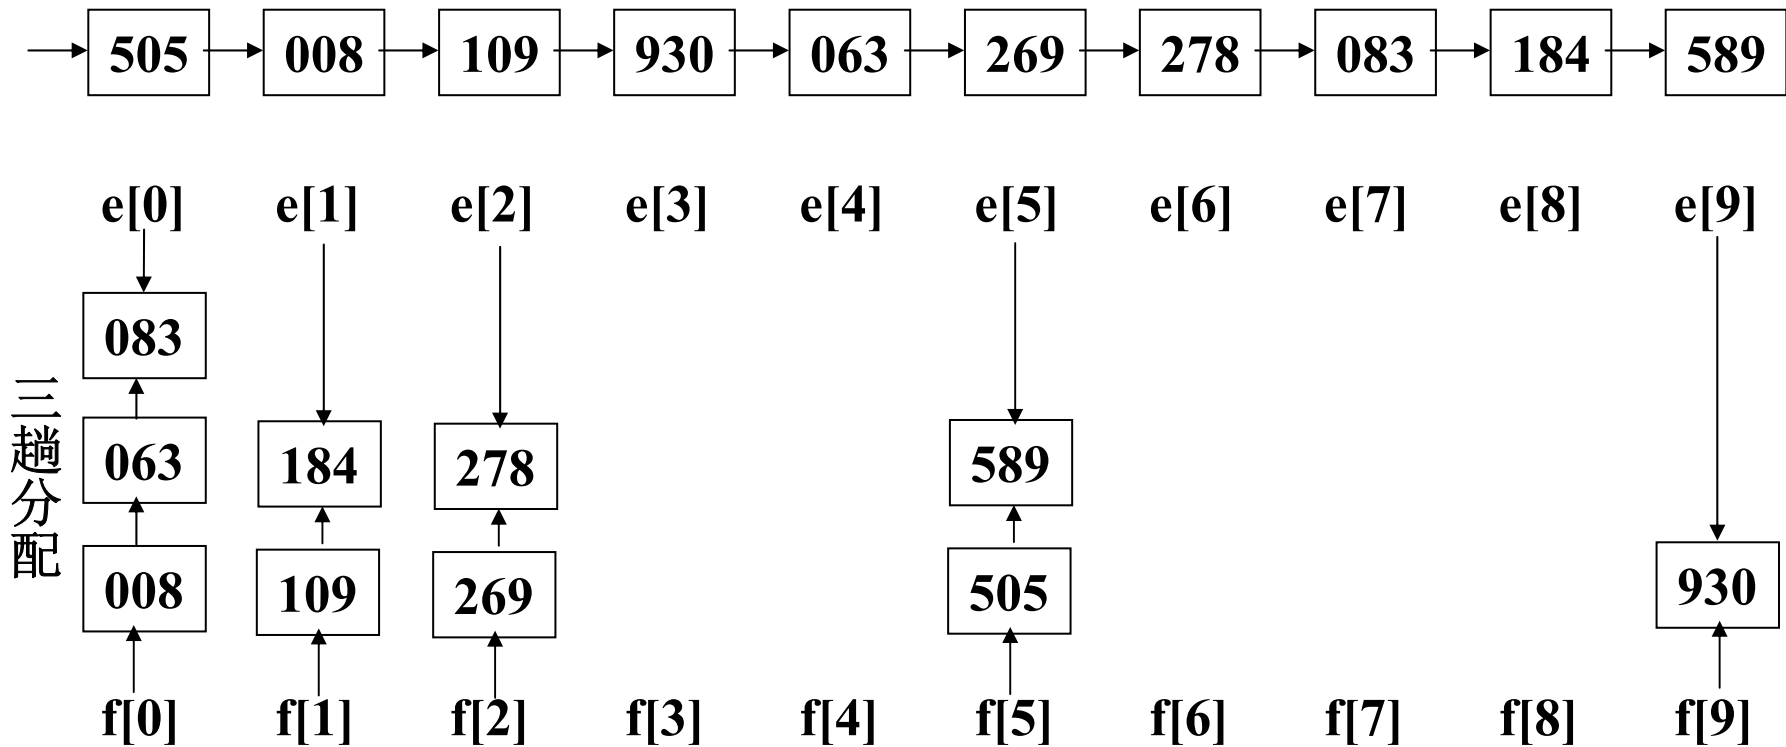 505 008 109 930 063 269 278 083 184 589
e[0] e[1] e[2] e[3] e[4] e[5] e[6] e[7] e[8] e[9]
083
三趟分配
063 184 278 589
008 109 269 505 930
f[0] f[1] f[2] f[3] f[4] f[5] f[6] f[7] f[8] f[9]